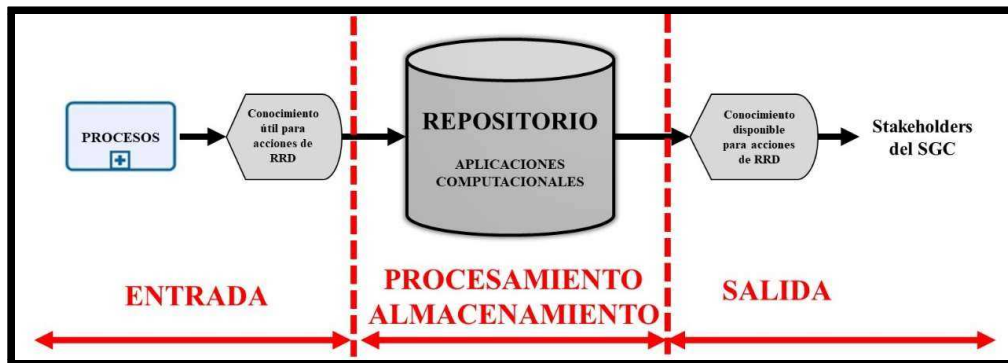 PROCESOS
Conocimiento
útil para
acciones de
RRD
REPOSITORIO
APLICACIONES
COMPUTACIONALES
Conocimiento
disponible
para acciones
de RRD
Stakeholders
del SGC
ENTRADA
PROCESAMIENTO
ALMACENAMIENTO
SALIDA